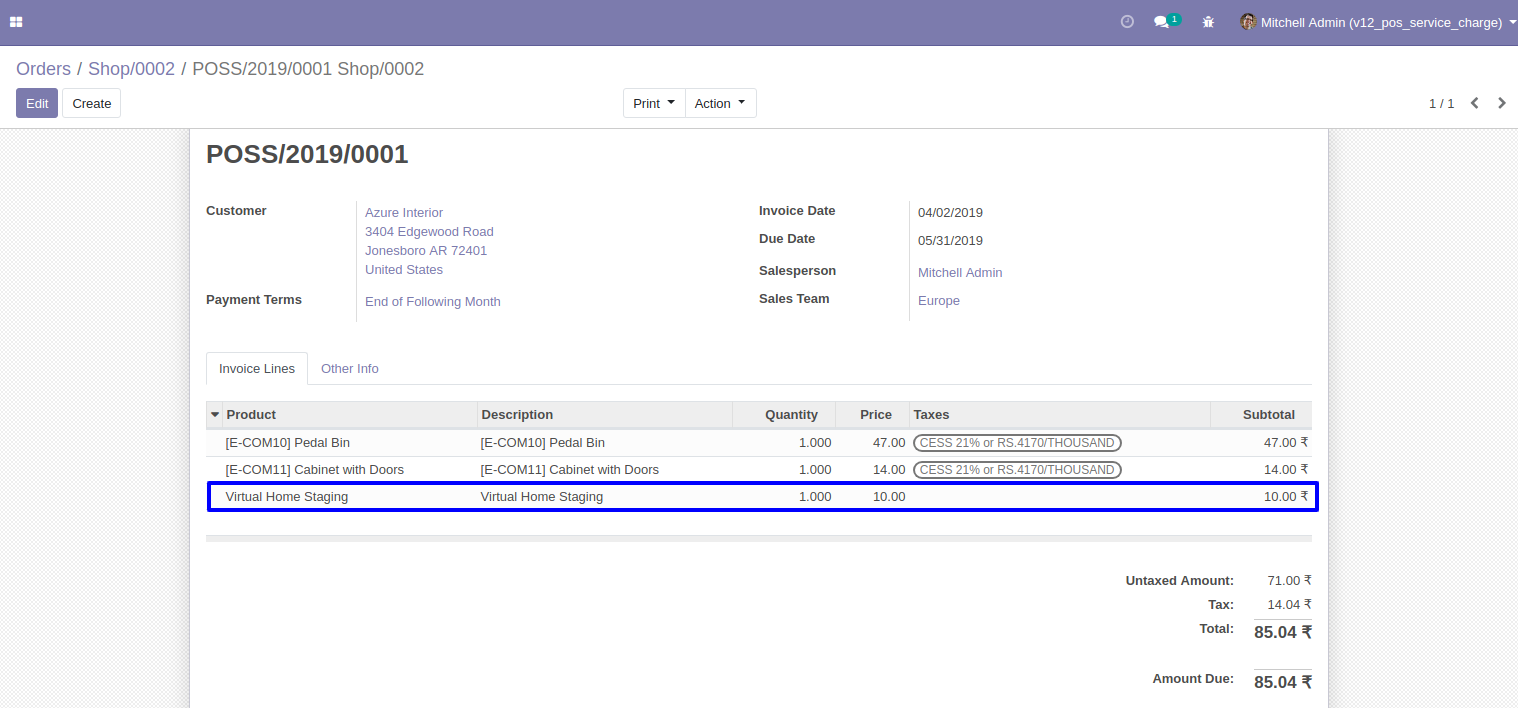 1 Mitchell Admin (v12_pos_service_charge)
Orders / Shop/0002 / POSS/2019/0001 Shop/0002
Edit Create Print Action 1 / 1
POSS/2019/0001
Customer
Azure Interior
3404 Edgewood Road
Jonesboro AR 72401
United States
Payment Terms End of Following Month
Invoice Date 04/02/2019
Due Date 05/31/2019
Salesperson Mitchell Admin
Sales Team Europe
Invoice Lines Other Info
Product Description Quantity Price Taxes Subtotal
[E-COM10] Pedal Bin [E-COM10] Pedal Bin 1.000 47.00 CESS 21% or RS.4170/THOUSAND 47.00 ₹
[E-COM11] Cabinet with Doors [E-COM11] Cabinet with Doors 1.000 14.00 CESS 21% or RS.4170/THOUSAND 14.00 ₹
Virtual Home Staging Virtual Home Staging 1.000 10.00 10.00 ₹
Untaxed Amount: 71.00 ₹
Tax: 14.04 ₹
Total: 85.04 ₹
Amount Due: 85.04 ₹